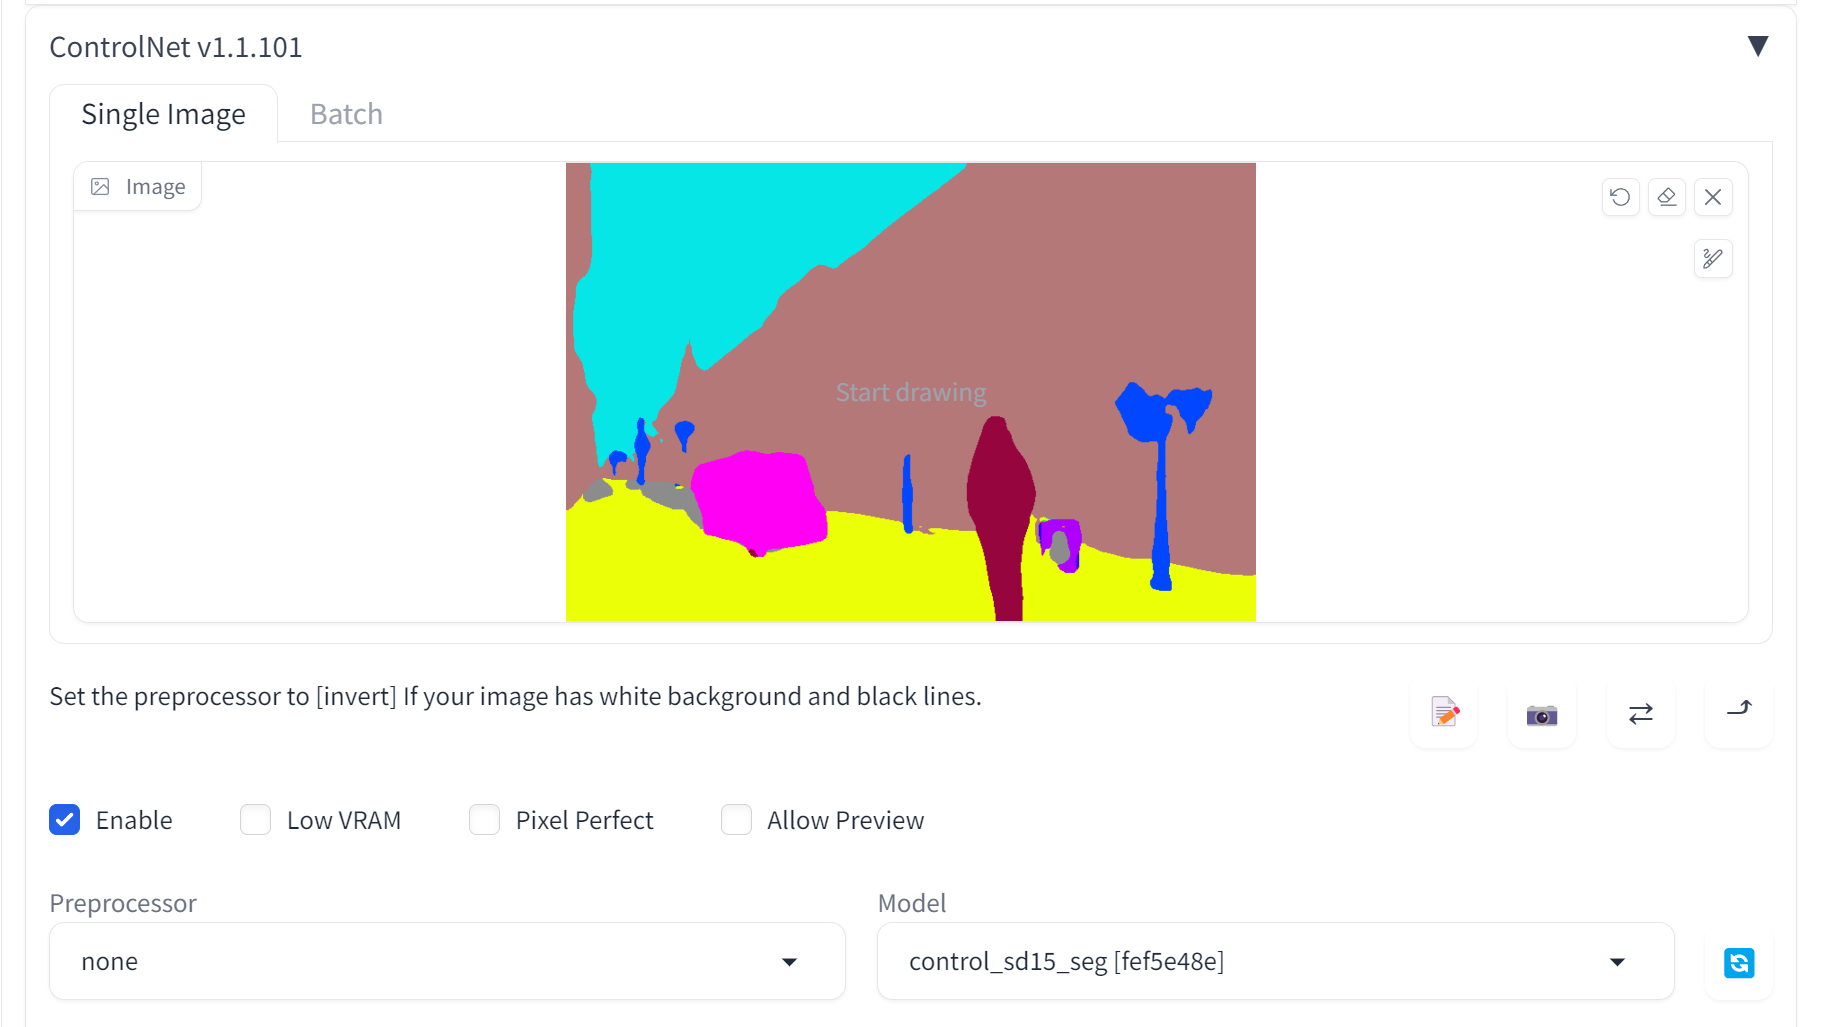 ControlNet v1.1.101
Single Image
Batch
Image
Start drawing
Set the preprocessor to [invert] If your image has white background and black lines.
Enable
Low VRAM
Pixel Perfect
Allow Preview
Preprocessor
Model
none
control_sd15_seg [fef5e48e]